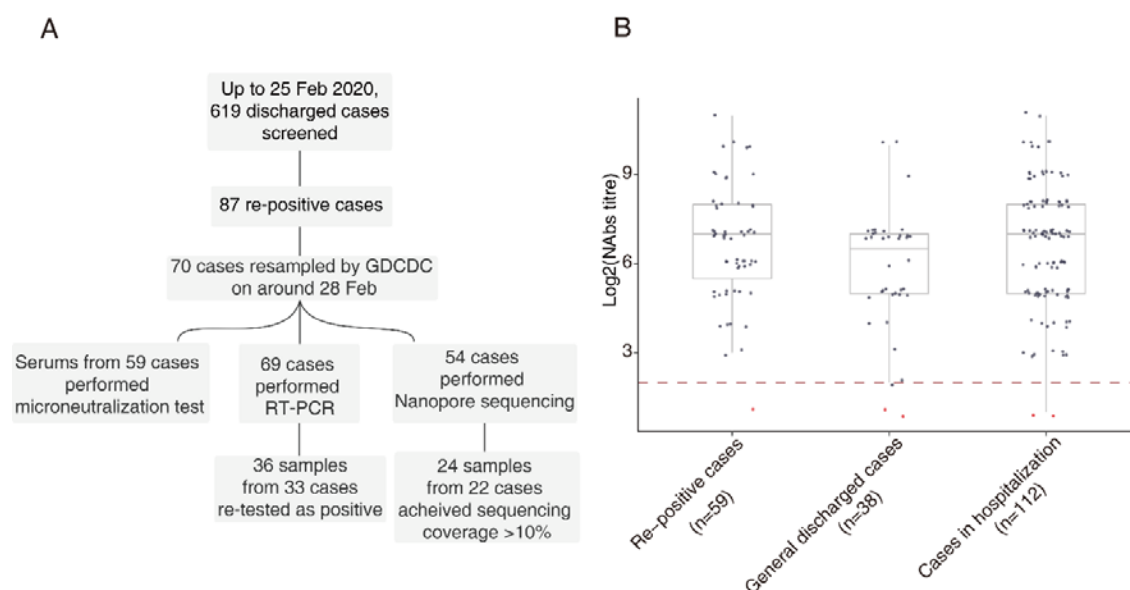 A
Up to 25 Feb 2020,
619 discharged cases
screened
87 re-positive cases
70 cases resampled by GDCDC
on around 28 Feb
Serums from 59 cases
performed
microneutralization test
69 cases
performed
RT-PCR
54 cases
performed
Nanopore sequencing
36 samples
from 33 cases
re-tested as positive
24 samples
from 22 cases
acheived sequencing
coverage >10%
B
Log2(NAbs titre)
9
6
3
Re-positive cases
(n=59)
General discharged cases
(n=38)
Cases in hospitalization
(n=112)